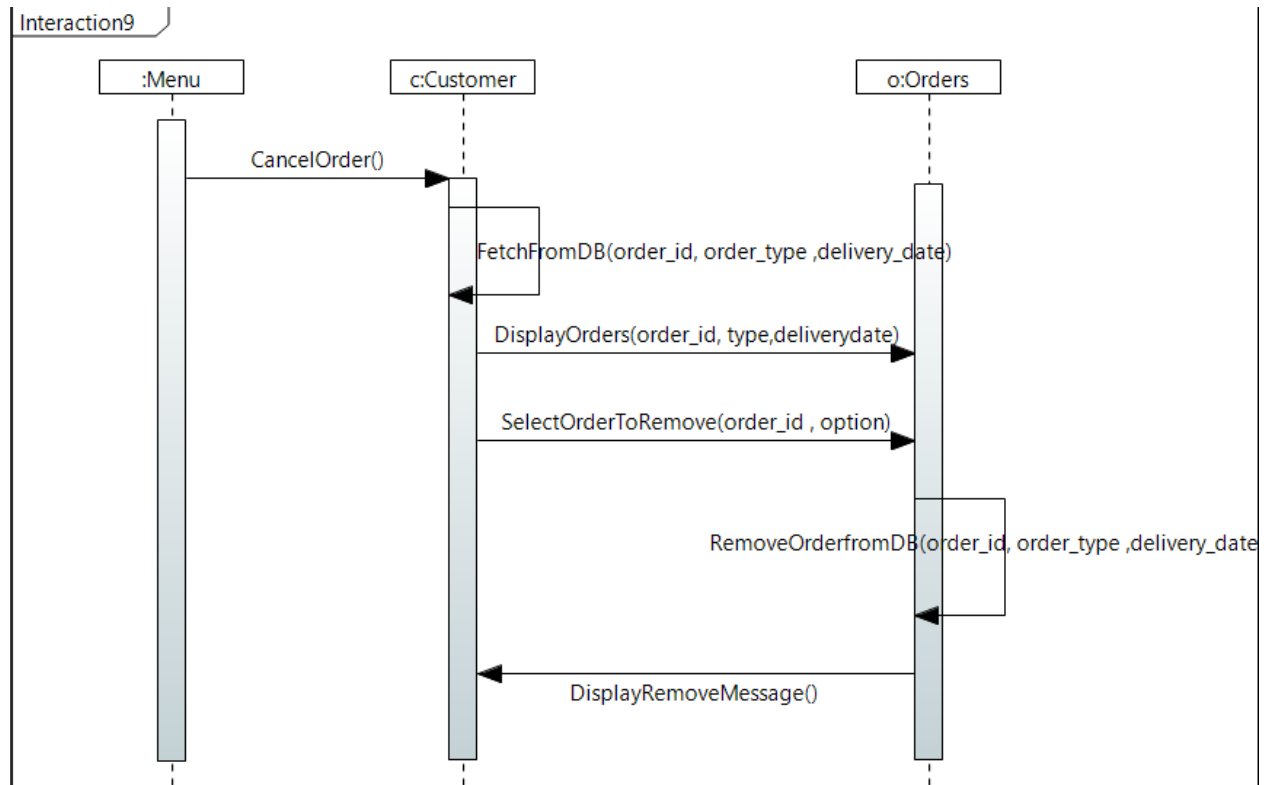 Interaction9
:Menu
c:Customer
o:Orders
CancelOrder()
FetchFromDB(order_id, order_type ,delivery_date)
DisplayOrders(order_id, type,deliverydate)
SelectOrderToRemove(order_id , option)
RemoveOrderfromDB(order_id, order_type ,delivery_date
DisplayRemoveMessage()